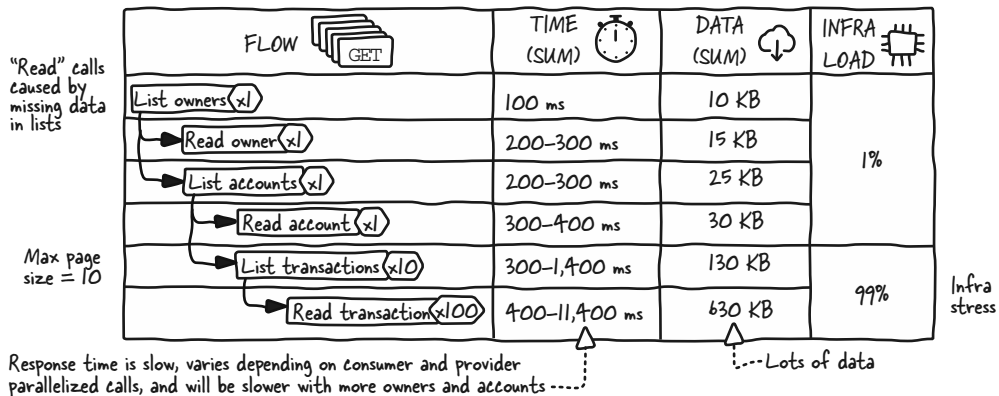 FLOW
GET
TIME
(SUM)
DATA
(SUM)
INFRA
LOAD
"Read" calls
caused by
missing data
in lists
List owners x1
100 ms
10 KB
Read owner x1
200–300 ms
15 KB
1%
List accounts x1
200–300 ms
25 KB
Read account x1
300–400 ms
30 KB
Max page
size = 10
List transactions x10
300–1,400 ms
130 KB
99%
Infra
stress
Read transaction x100
400–11,400 ms
630 KB
Response time is slow, varies depending on consumer and provider
parallelized calls, and will be slower with more owners and accounts
Lots of data